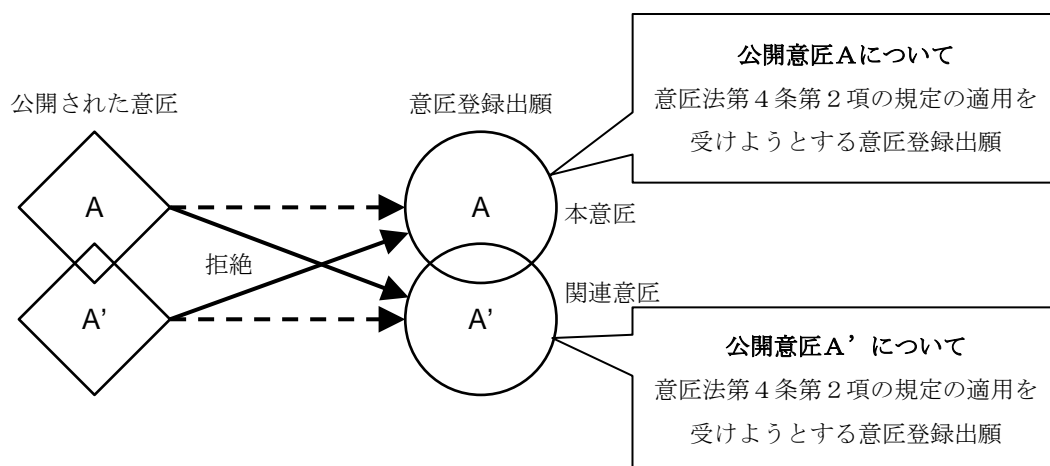 公開意匠Aについて
意匠法第4条第2項の規定の適用を
受けようとする意匠登録出願
公開された意匠
意匠登録出願
A
A
本意匠
拒絶
関連意匠
A'
A'
公開意匠A’について
意匠法第4条第2項の規定の適用を
受けようとする意匠登録出願